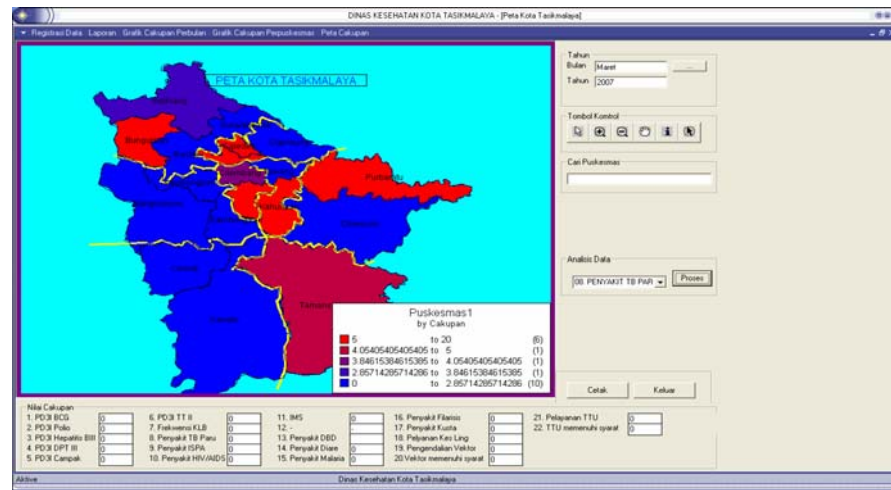 DINAS KESEHATAN KOTA TASIKMALAYA - [Peta Kota Tasikmalaya]
Registrasi Data Laporan Grafik Cakupan Perbulan Grafik Cakupan Perpuskesmas Peta Cakupan
PETA KOTA TASIKMALAYA
Tahun
Bulan Maret ...
Tahun 2007
Tombol Kontrol
Cari Puskesmas
Analisis Data
08. PENYAKIT TB PAR Proses
Puskesmas1
by Cakupan
5 to 20 (6)
4.05405405405405 to 5 (1)
3.84615384615385 to 4.05405405405405 (1)
2.85714285714286 to 3.84615384615385 (1)
0 to 2.85714285714286 (10)
Cetak Keluar
Nilai Cakupan
1. PD3I BCG 0 6. PD3I TT II 0 11. IMS 0 16. Penyakit Filarisis 0 21. Pelayanan TTU 0
2. PD3I Polio 0 7. Frekwensi KLB 0 12. - - 17. Penyakit Kusta 0 22. TTU memenuhi syarat 0
3. PD3I Hepatitis BIII 0 8. Penyakit TB Paru 0 13. Penyakit DBD 0 18. Pelyanan Kes Ling 0
4. PD3I DPT III 0 9. Penyakit ISPA 0 14. Penyakit Diare 0 19. Pengendalian Vektor 0
5. PD3I Campak 0 10. Penyakit HIV/AIDS 0 15. Penyakit Malaria 0 20 Vektor memenuhi syarat 0
Aktive Dinas Kesehatan Kota Tasikmalaya